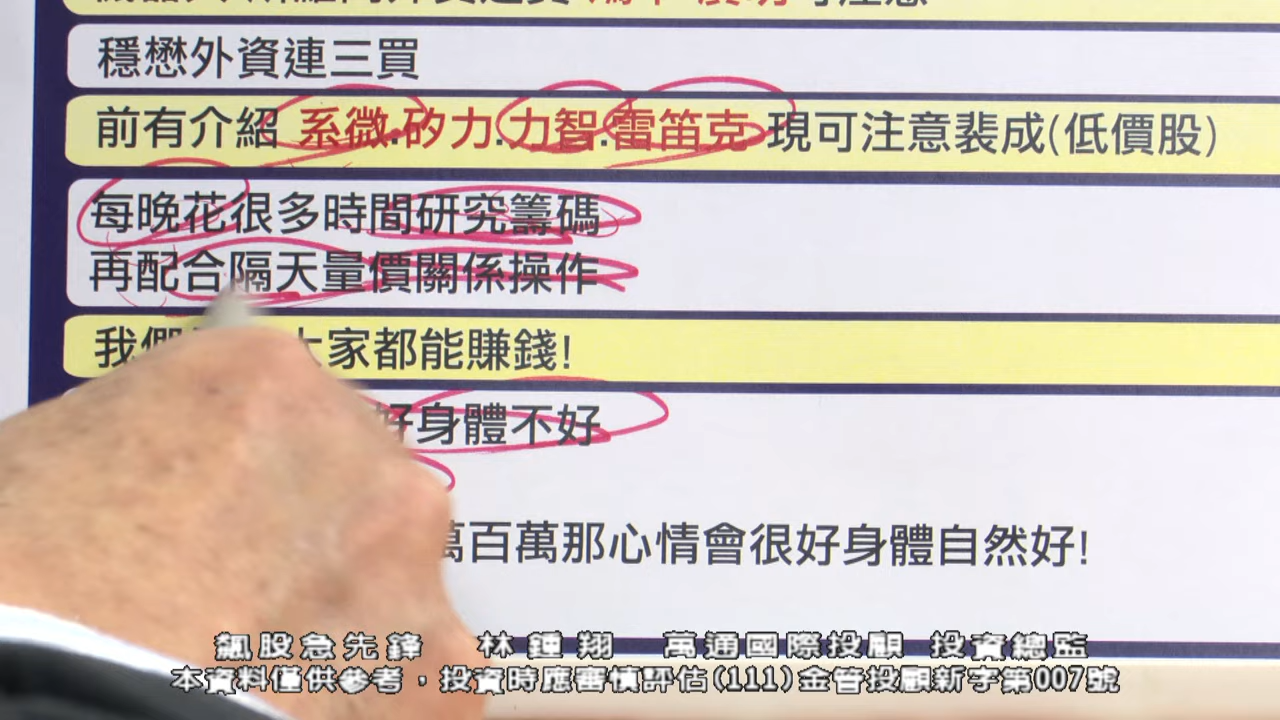 穩懋外資連三買
前有介紹 系微.矽力.力智.雷笛克 現可注意裴成(低價股)
每晚花很多時間研究籌碼
再配合隔天量價關係操作
我們 大家都能賺錢!
好身體不好
萬百萬那心情會很好身體自然好!
飆股急先鋒 林鍾翔 萬通國際投顧 投資總監
本資料僅供參考，投資時應審慎評估(111)金管投顧新字第007號